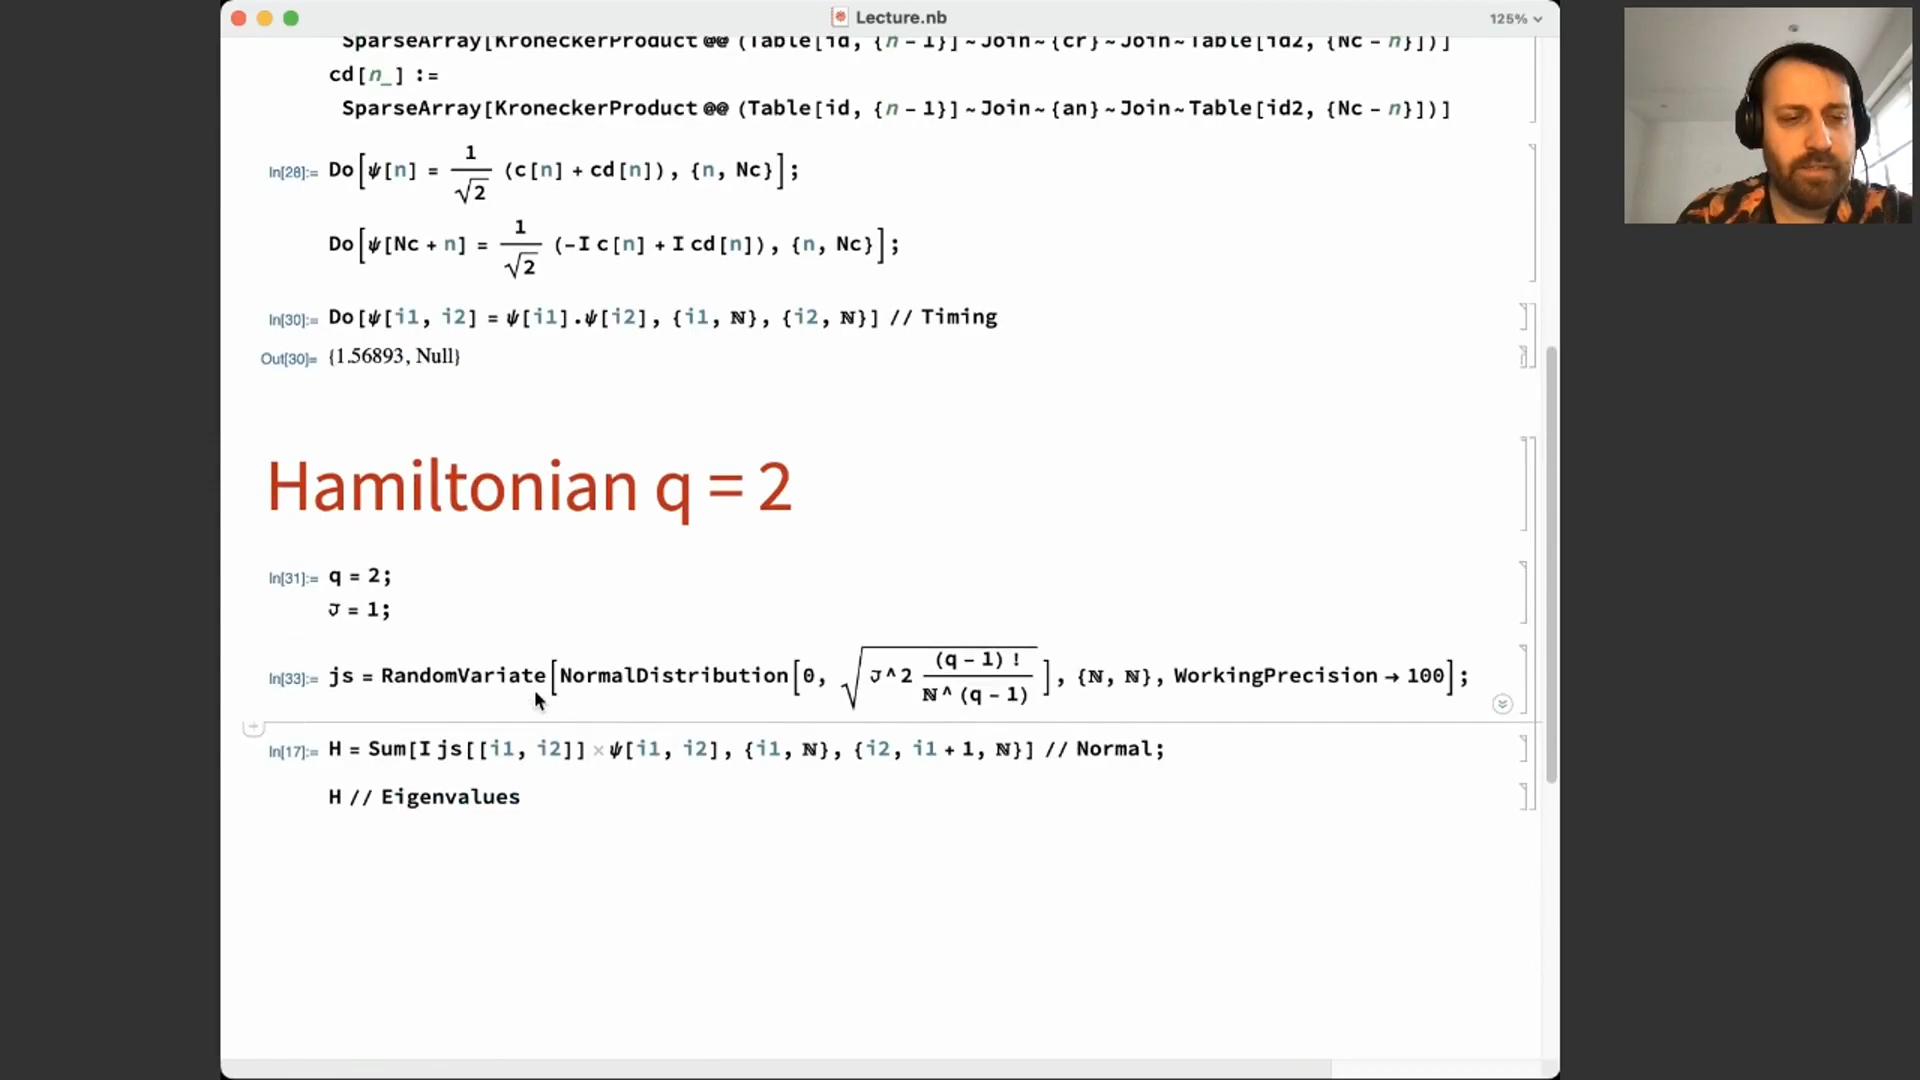 Lecture.nb
125%
SparseArray[KroneckerProduct @@ (Table[id, {n - 1}] ~ Join ~ {cr} ~ Join ~ Table[id2, {Nc - n}])]
cd[n_] :=
SparseArray[KroneckerProduct @@ (Table[id, {n - 1}] ~ Join ~ {an} ~ Join ~ Table[id2, {Nc - n}])]
In[28]:= Do[ψ[n] = 1/√2 (c[n] + cd[n]), {n, Nc}];
Do[ψ[Nc + n] = 1/√2 (-I c[n] + I cd[n]), {n, Nc}];
In[30]:= Do[ψ[i1, i2] = ψ[i1].ψ[i2], {i1, ℕ}, {i2, ℕ}] // Timing
Out[30]= {1.56893, Null}
Hamiltonian q = 2
In[31]:= q = 2;
J = 1;
In[33]:= js = RandomVariate[NormalDistribution[0, √(J^2 (q - 1)!/ℕ^(q - 1))], {ℕ, ℕ}, WorkingPrecision → 100];
In[17]:= H = Sum[I js[[i1, i2]] × ψ[i1, i2], {i1, ℕ}, {i2, i1 + 1, ℕ}] // Normal;
H // Eigenvalues